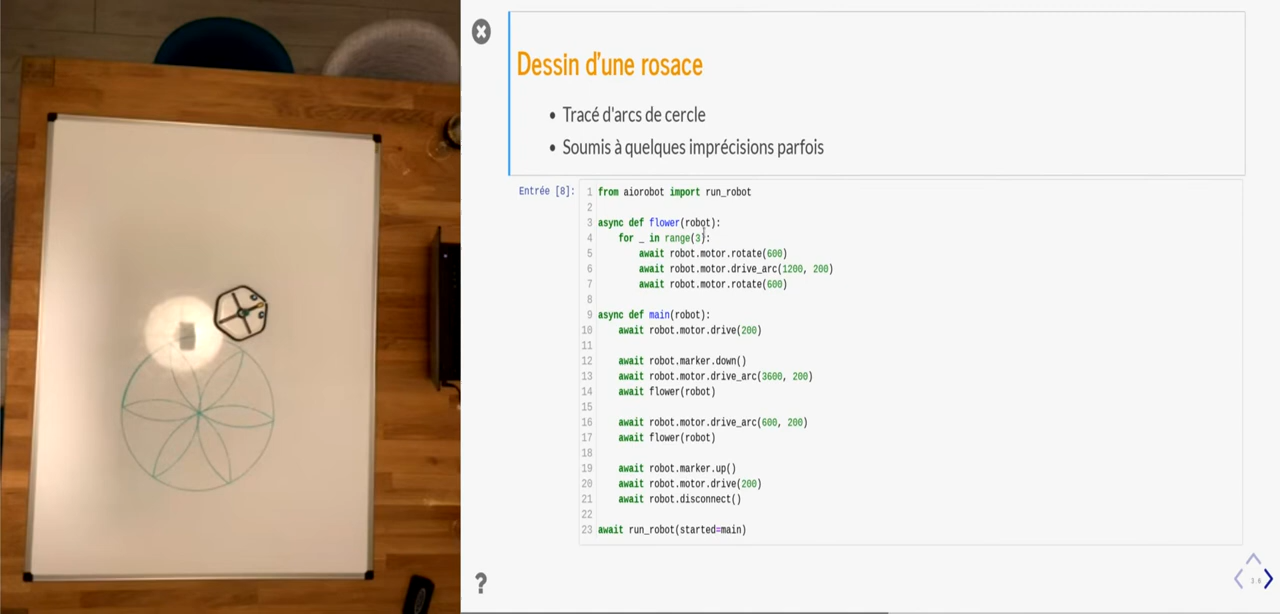 Dessin d'une rosace
• Tracé d'arcs de cercle
• Soumis à quelques imprécisions parfois
Entrée [8]:
1 from aiorobot import run_robot
2
3 async def flower(robot):
4 for _ in range(3):
5 await robot.motor.rotate(600)
6 await robot.motor.drive_arc(1200, 200)
7 await robot.motor.rotate(600)
8
9 async def main(robot):
10 await robot.motor.drive(200)
11
12 await robot.marker.down()
13 await robot.motor.drive_arc(3600, 200)
14 await flower(robot)
15
16 await robot.motor.drive_arc(600, 200)
17 await flower(robot)
18
19 await robot.marker.up()
20 await robot.motor.drive(200)
21 await robot.disconnect()
22
23 await run_robot(started=main)
?